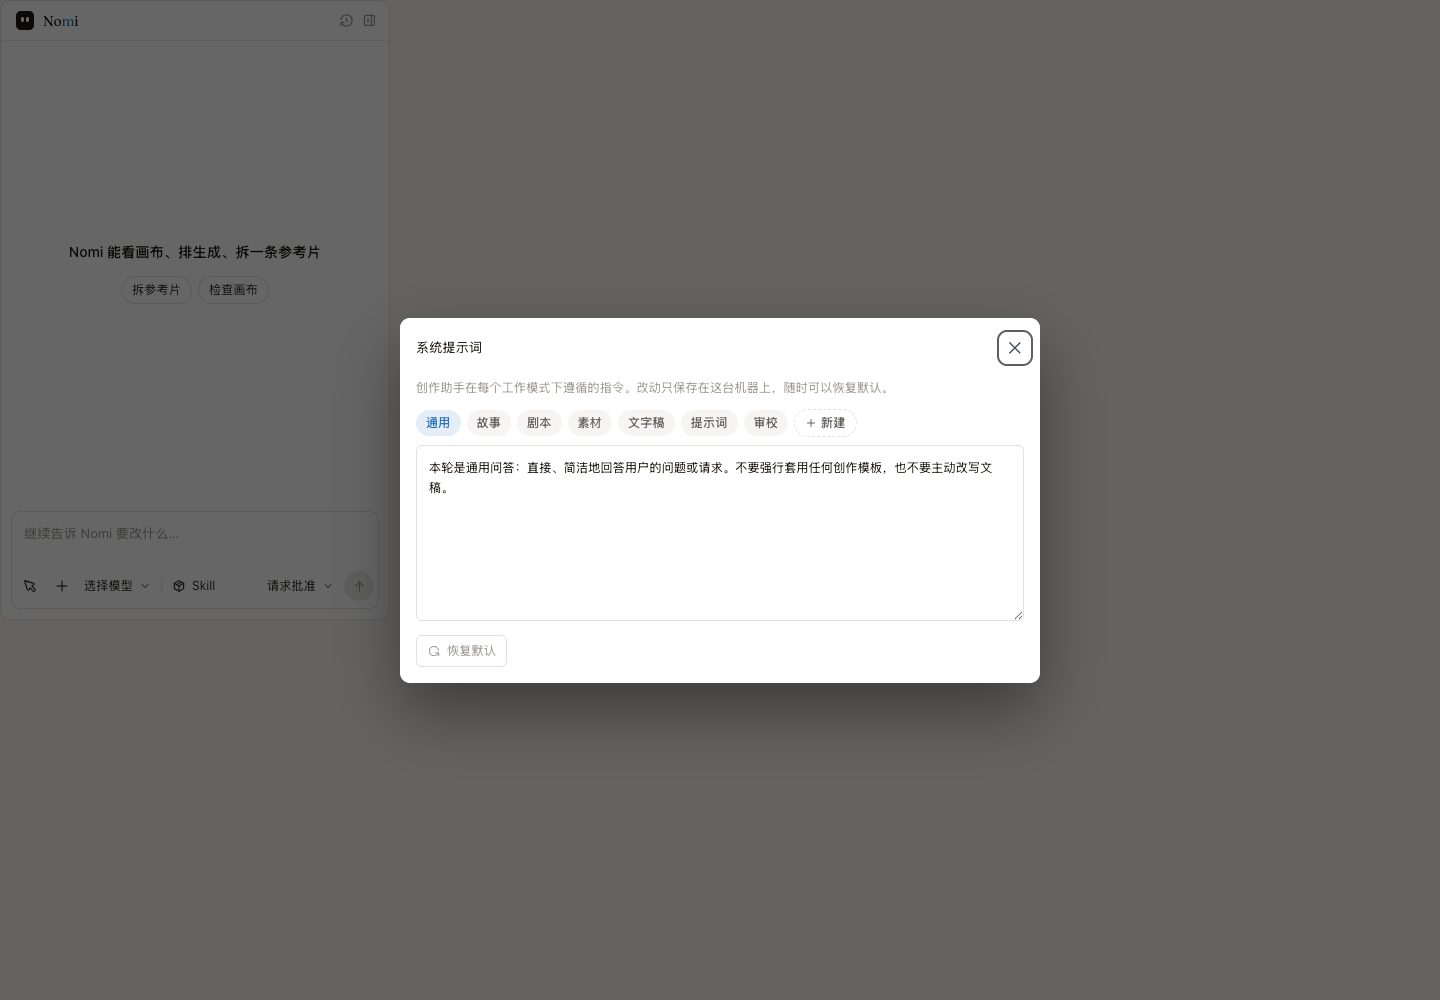 Nomi
Nomi 能看画布、排生成、拆一条参考片
拆参考片
检查画布
继续告诉 Nomi 要改什么...
选择模型
Skill
请求批准
系统提示词
创作助手在每个工作模式下遵循的指令。改动只保存在这台机器上，随时可以恢复默认。
通用
故事
剧本
素材
文字稿
提示词
审校
新建
本轮是通用问答：直接、简洁地回答用户的问题或请求。不要强行套用任何创作模板，也不要主动改写文
稿。
恢复默认